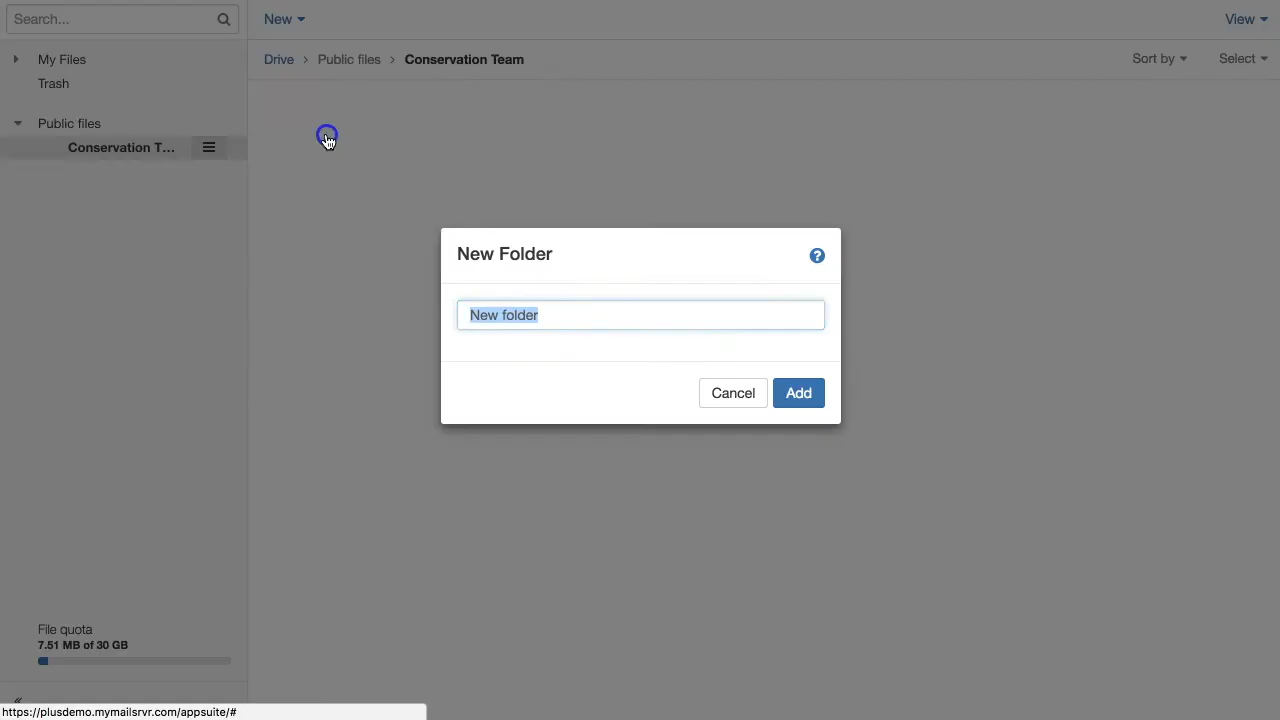 Search...
New
View
My Files
Drive › Public files › Conservation Team
Sort by
Select
Trash
Public files
Conservation T...
New Folder
?
New folder
Cancel
Add
File quota
7.51 MB of 30 GB
«
https://plusdemo.mymailsrvr.com/appsuite/#